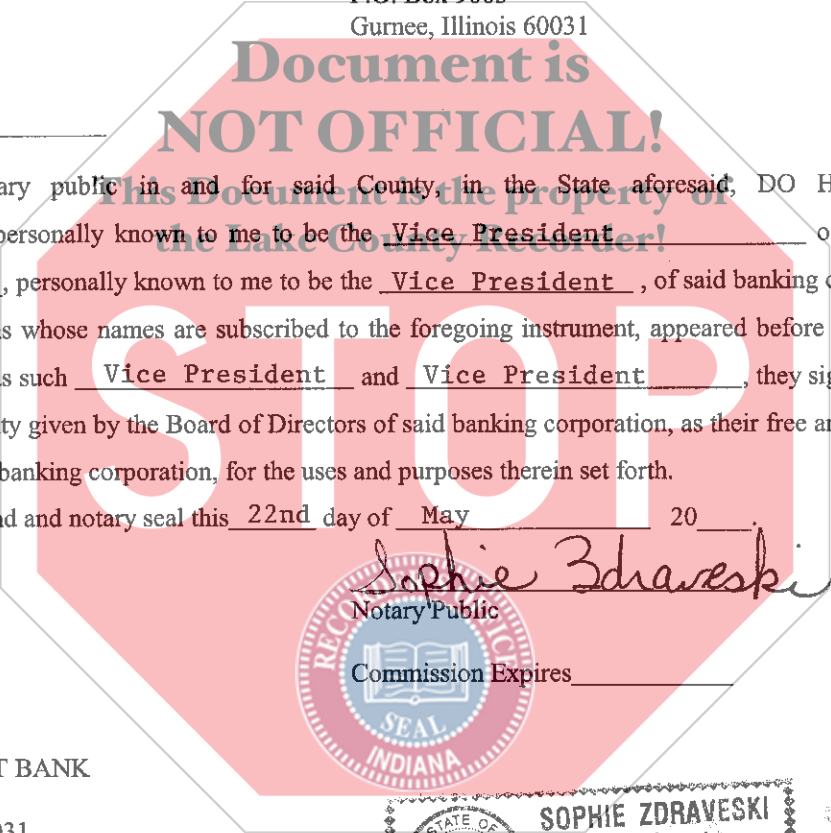 P.O. Box
Gurnee, Illinois 60031
Document is
NOT OFFICIAL!
ary public in and for said County, in the State aforesaid, DO H
This Document is the property of
personally known to me to be the Vice President o
the Lake County Recorder!
, personally known to me to be the Vice President , of said banking c
s whose names are subscribed to the foregoing instrument, appeared before
s such Vice President and Vice President , they sig
ty given by the Board of Directors of said banking corporation, as their free a
banking corporation, for the uses and purposes therein set forth.
d and notary seal this 22nd day of May 20 .
STOP
Sophie Zdraveski
Notary Public
Commission Expires
RECORDER'S OFFICE
SEAL
INDIANA
T BANK
031
SOPHIE ZDRAVESKI
STATE OF